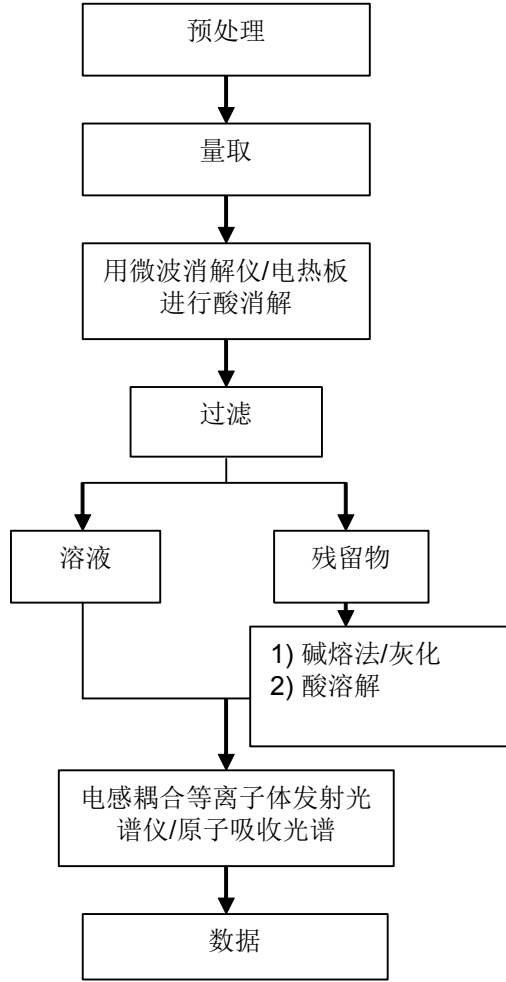 预处理
量取
用微波消解仪/电热板
进行酸消解
过滤
溶液
残留物
1) 碱熔法/灰化
2) 酸溶解
电感耦合等离子体发射光
谱仪/原子吸收光谱
数据